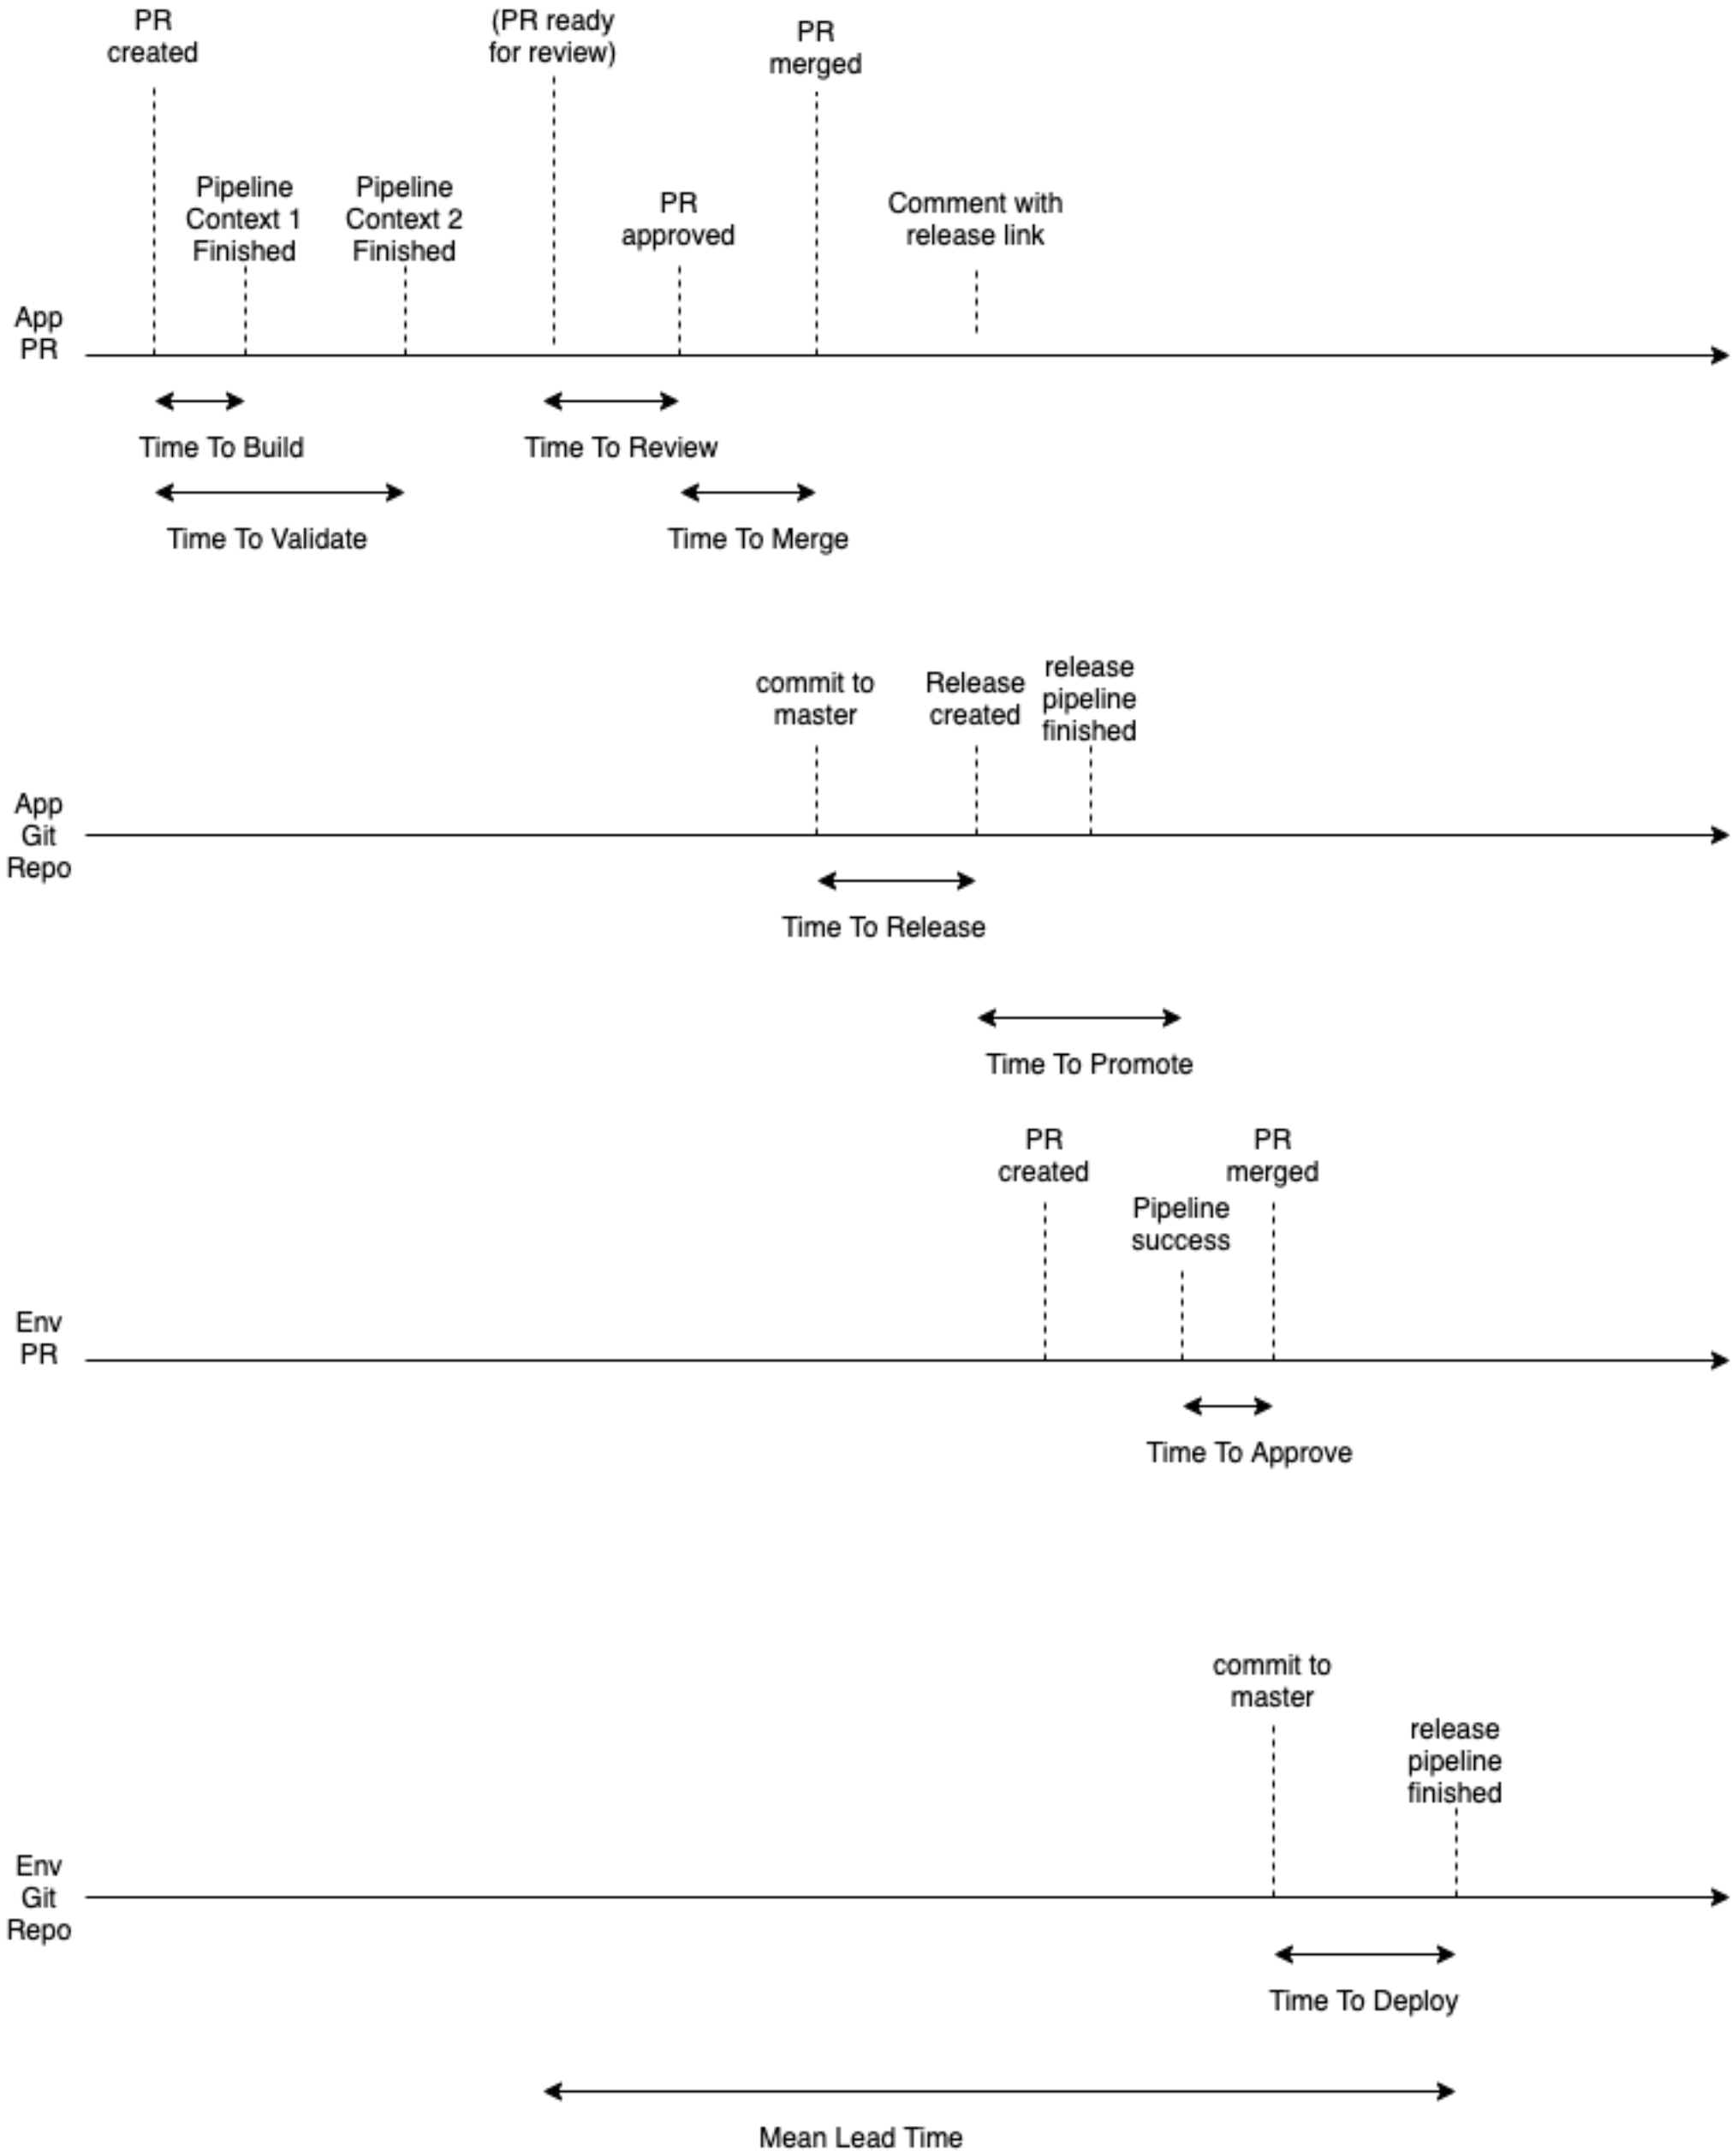 PR
created
(PR ready
for review)
PR
merged
Pipeline
Context 1
Finished
Pipeline
Context 2
Finished
PR
approved
Comment with
release link
App
PR
Time To Build
Time To Review
Time To Validate
Time To Merge
commit to
master
Release
created
release
pipeline
finished
App
Git
Repo
Time To Release
Time To Promote
PR
created
PR
merged
Pipeline
success
Env
PR
Time To Approve
commit to
master
release
pipeline
finished
Env
Git
Repo
Time To Deploy
Mean Lead Time